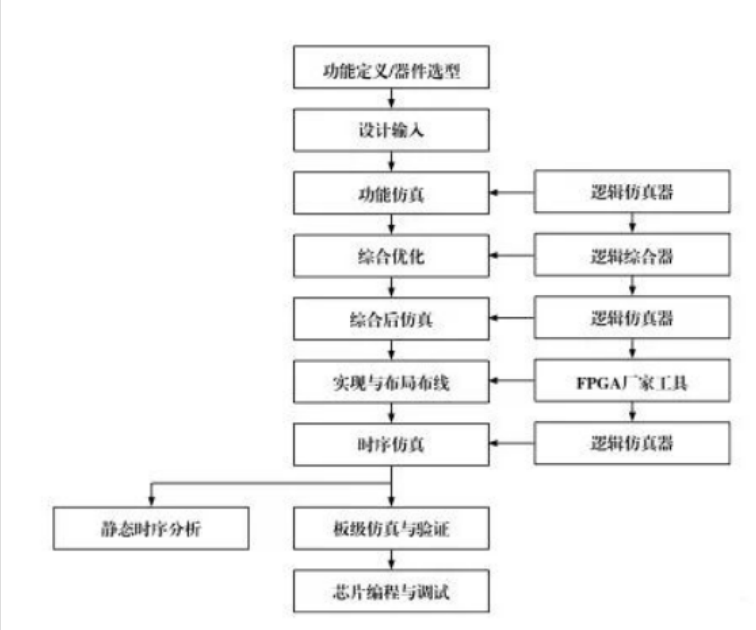 功能定义/器件选型
设计输入
功能仿真
逻辑仿真器
综合优化
逻辑综合器
综合后仿真
逻辑仿真器
实现与布局布线
FPGA厂家工具
时序仿真
逻辑仿真器
静态时序分析
板级仿真与验证
芯片编程与调试